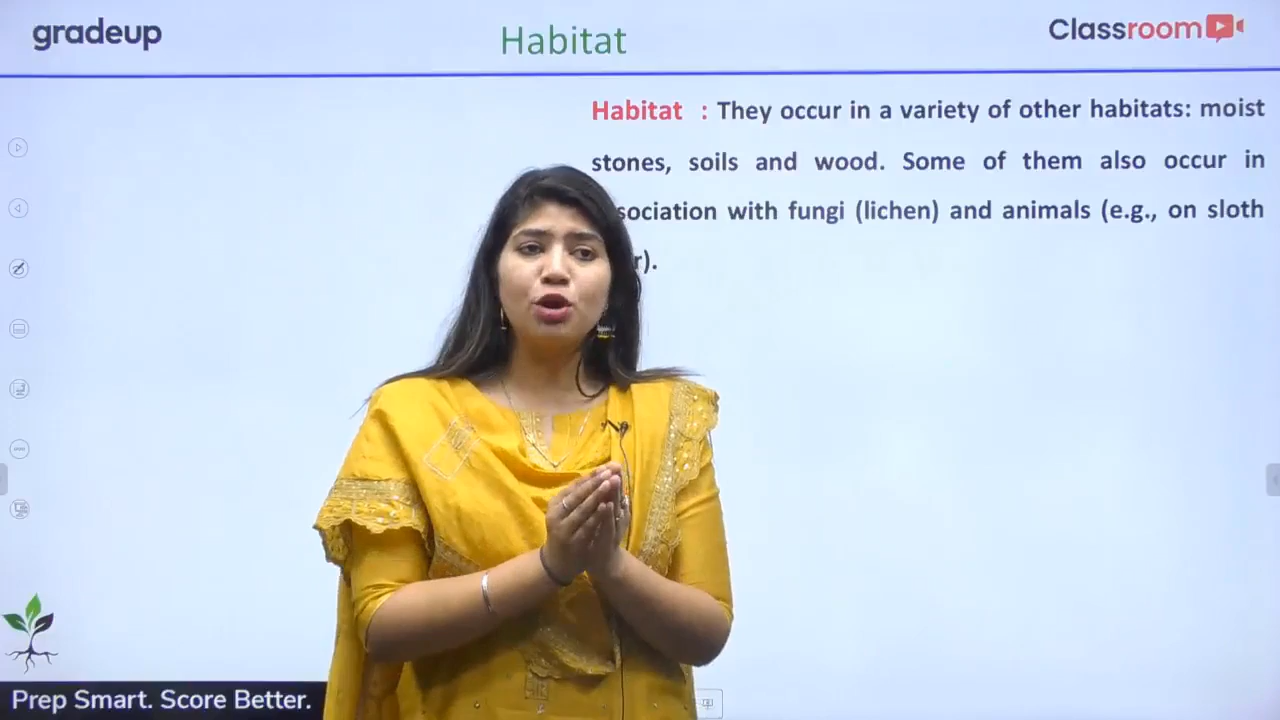 gradeup
Habitat
Classroom
Habitat : They occur in a variety of other habitats: moist
stones, soils and wood. Some of them also occur in
sociation with fungi (lichen) and animals (e.g., on sloth
r).
Prep Smart. Score Better.